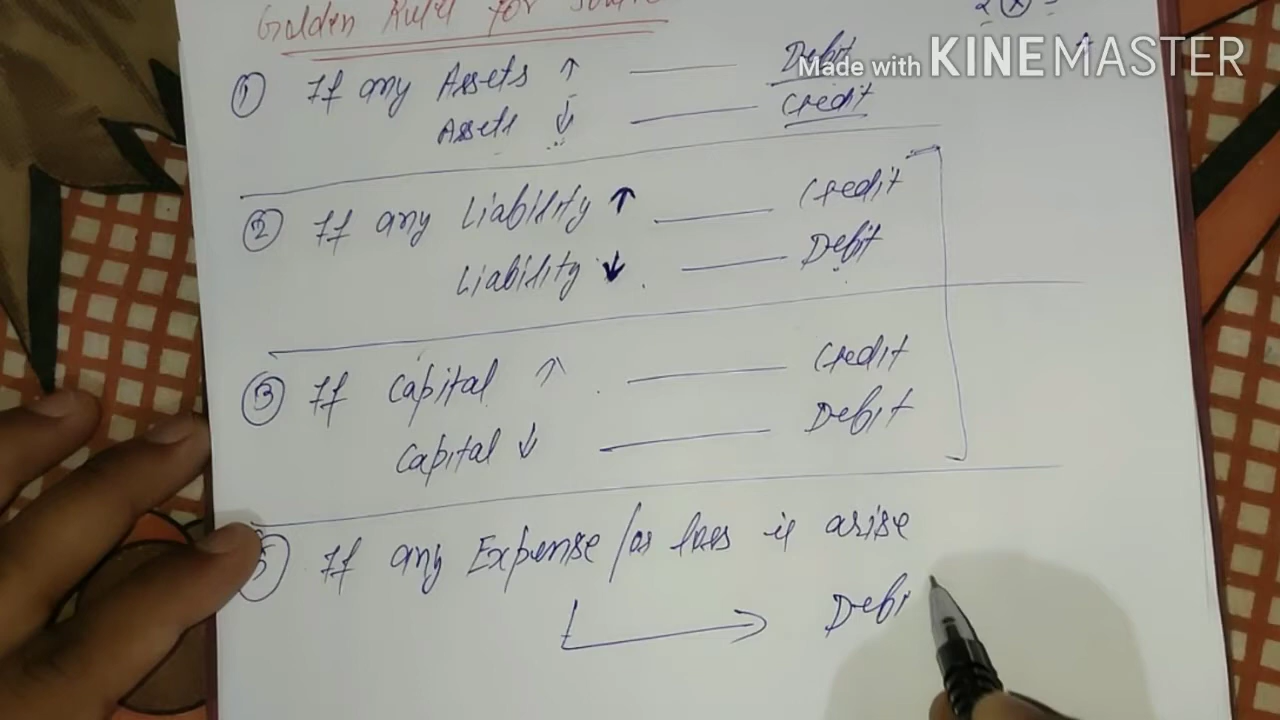 Golden Rule for
① If any Assets ↑ — Debit
Made with KINEMASTER
Assets ↓ — Credit
② If any Liability ↑ — Credit
Liability ↓ — Debit
③ If Capital ↑ — Credit
Capital ↓ — Debit
If any Expense / or loss is arise
Debi